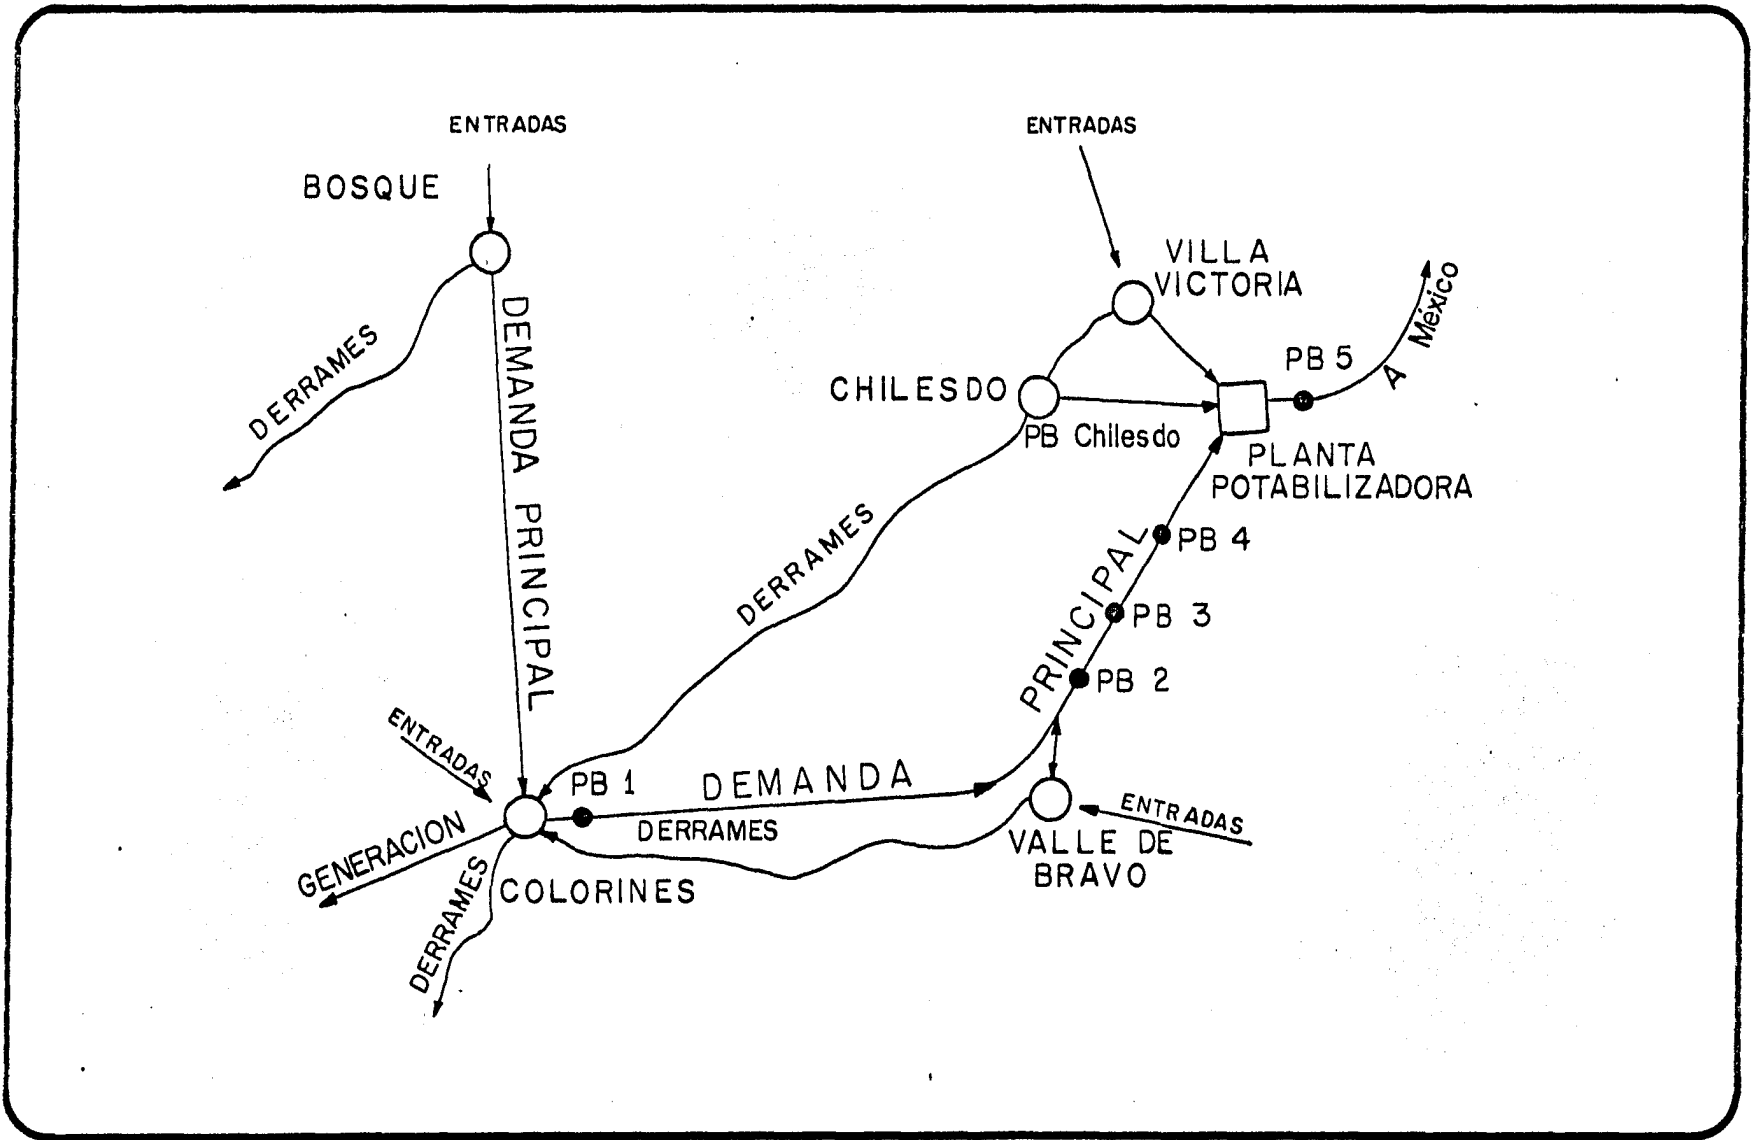 ENTRADAS
ENTRADAS
BOSQUE
VILLA
VICTORIA
A México
DERRAMES
DEMANDA PRINCIPAL
PB 5
CHILESDO
PB Chilesdo
PLANTA
POTABILIZADORA
DERRAMES
PB 4
PB 3
PB 2
PRINCIPAL
ENTRADAS
PB 1
DEMANDA
DERRAMES
ENTRADAS
VALLE DE
BRAVO
GENERACION
COLORINES
DERRAMES